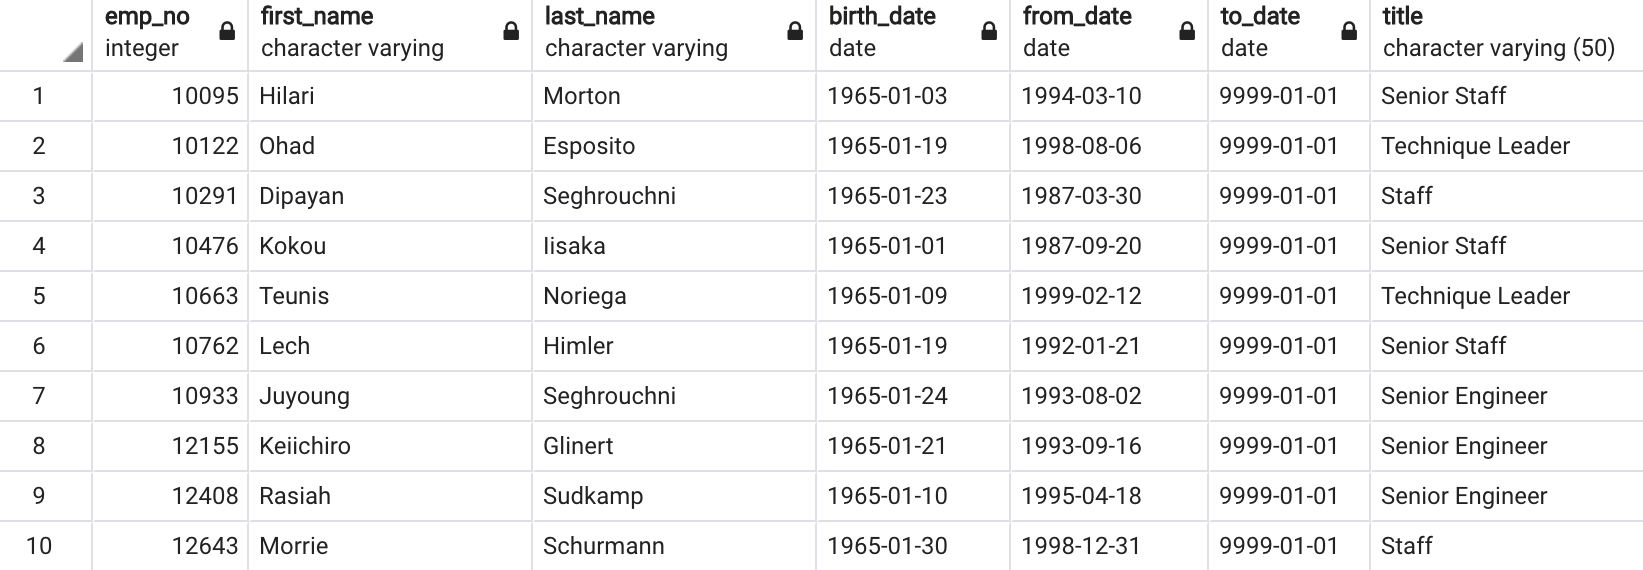 emp_no first_name last_name birth_date from_date to_date title
integer character varying character varying date date date character varying (50)
1 10095 Hilari Morton 1965-01-03 1994-03-10 9999-01-01 Senior Staff
2 10122 Ohad Esposito 1965-01-19 1998-08-06 9999-01-01 Technique Leader
3 10291 Dipayan Seghrouchni 1965-01-23 1987-03-30 9999-01-01 Staff
4 10476 Kokou Iisaka 1965-01-01 1987-09-20 9999-01-01 Senior Staff
5 10663 Teunis Noriega 1965-01-09 1999-02-12 9999-01-01 Technique Leader
6 10762 Lech Himler 1965-01-19 1992-01-21 9999-01-01 Senior Staff
7 10933 Juyoung Seghrouchni 1965-01-24 1993-08-02 9999-01-01 Senior Engineer
8 12155 Keiichiro Glinert 1965-01-21 1993-09-16 9999-01-01 Senior Engineer
9 12408 Rasiah Sudkamp 1965-01-10 1995-04-18 9999-01-01 Senior Engineer
10 12643 Morrie Schurmann 1965-01-30 1998-12-31 9999-01-01 Staff